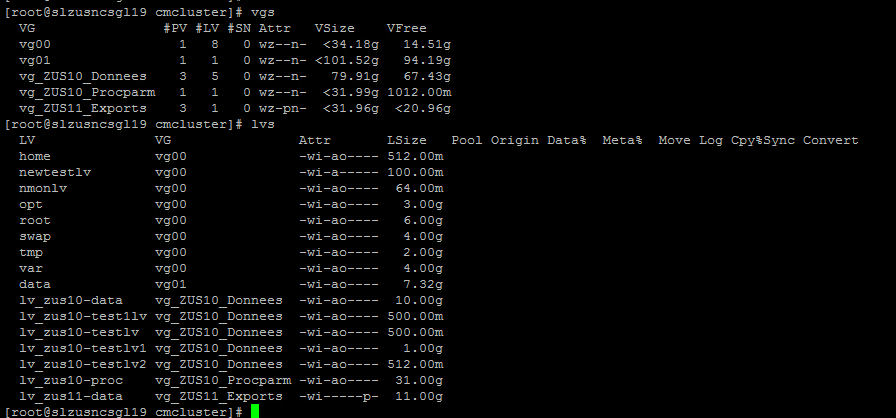 [root@slzusncsgl19 cmcluster]# vgs
  VG             #PV #LV #SN Attr   VSize    VFree
  vg00             1   8   0 wz--n-  <34.18g   14.51g
  vg01             1   1   0 wz--n- <101.52g   94.19g
  vg_ZUS10_Donnees   3   5   0 wz--n-   79.91g   67.43g
  vg_ZUS10_Procparm   1   1   0 wz--n-  <31.99g 1012.00m
  vg_ZUS11_Exports   3   1   0 wz-pn-  <31.96g  <20.96g
[root@slzusncsgl19 cmcluster]# lvs
  LV               VG                Attr       LSize   Pool Origin Data%  Meta%  Move Log Cpy%Sync Convert
  home             vg00              -wi-ao---- 512.00m
  newtestlv        vg00              -wi-a----- 100.00m
  nmonlv           vg00              -wi-ao----  64.00m
  opt              vg00              -wi-ao----   3.00g
  root             vg00              -wi-ao----   6.00g
  swap             vg00              -wi-ao----   4.00g
  tmp              vg00              -wi-ao----   2.00g
  var              vg00              -wi-ao----   4.00g
  data             vg01              -wi-ao----   7.32g
  lv_zus10-data    vg_ZUS10_Donnees  -wi-ao----  10.00g
  lv_zus10-test1lv vg_ZUS10_Donnees  -wi-ao---- 500.00m
  lv_zus10-testlv  vg_ZUS10_Donnees  -wi-ao---- 500.00m
  lv_zus10-testlv1 vg_ZUS10_Donnees  -wi-ao----   1.00g
  lv_zus10-testlv2 vg_ZUS10_Donnees  -wi-ao---- 512.00m
  lv_zus10-proc    vg_ZUS10_Procparm -wi-ao----  31.00g
  lv_zus11-data    vg_ZUS11_Exports  -wi-----p-  11.00g
[root@slzusncsgl19 cmcluster]#